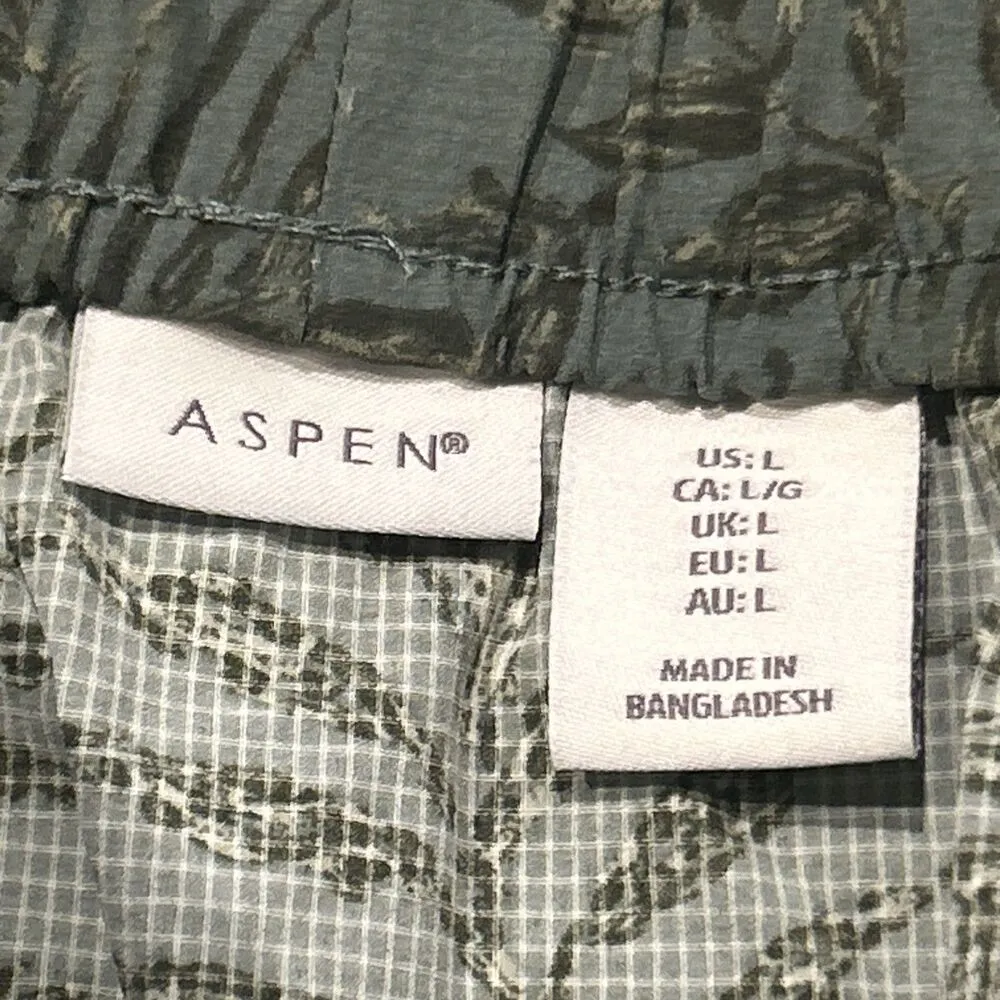 ASPEN®
US: L
CA: L/G
UK: L
EU: L
AU: L
MADE IN
BANGLADESH